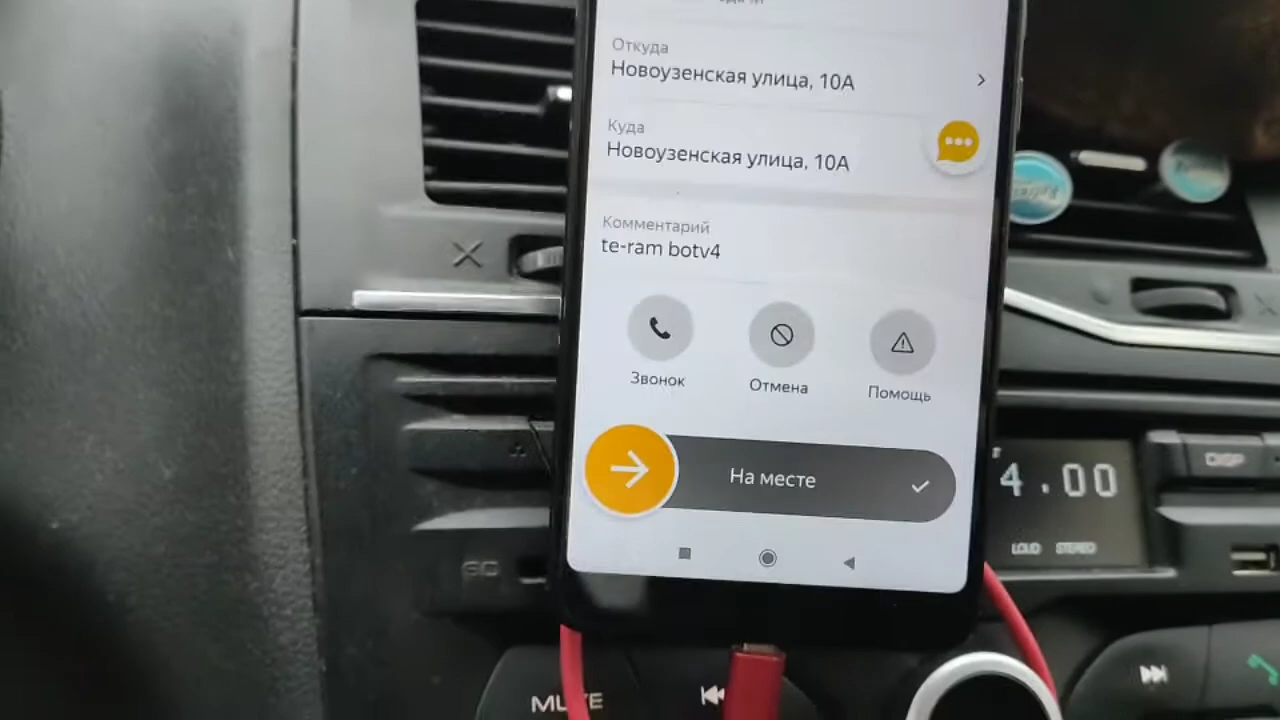 Откуда
Новоузенская улица, 10А
Куда
Новоузенская улица, 10А
Комментарий
te-ram botv4
Звонок
Отмена
Помощь
На месте
4.00
LOUD STEREO
DISP
MUTE